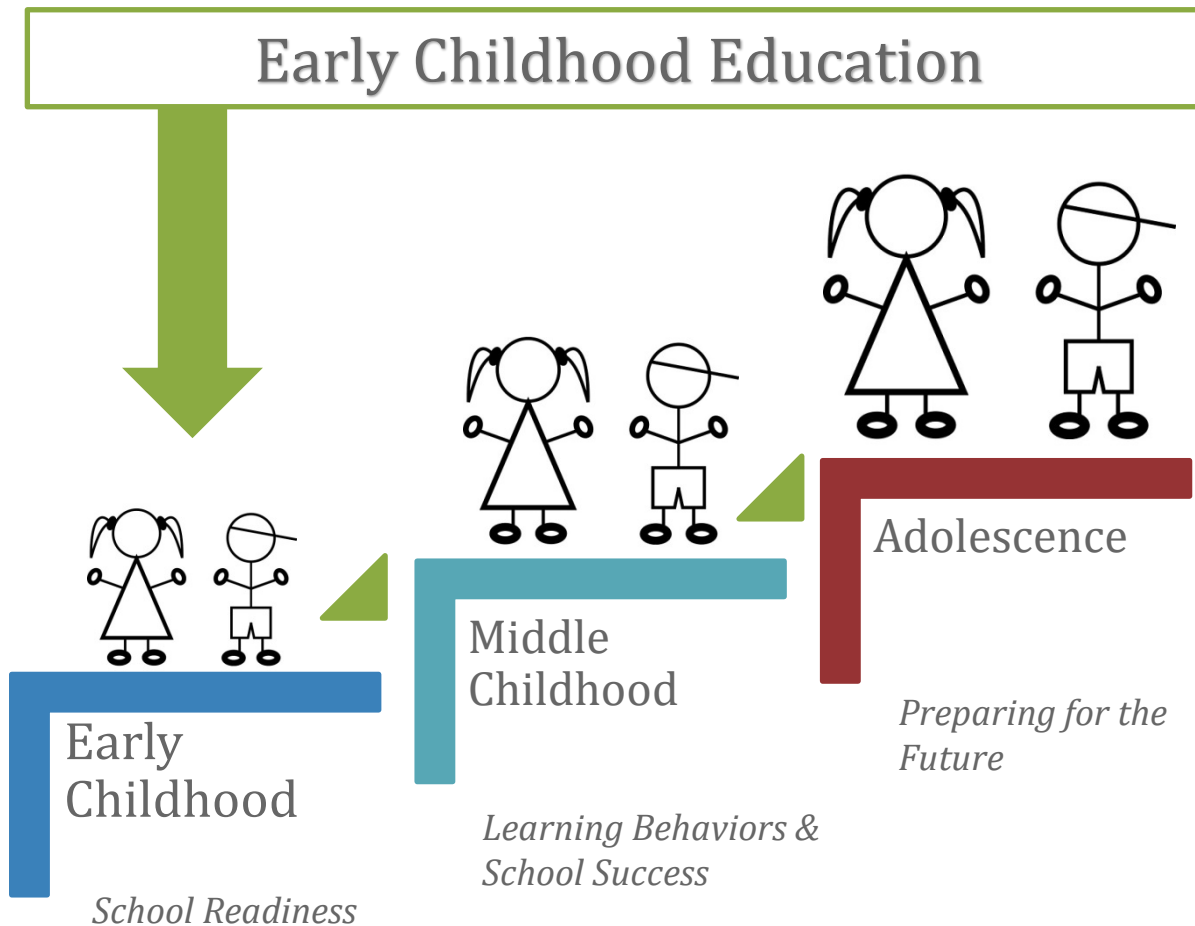 Early Childhood Education
Early
Childhood
School Readiness
Middle
Childhood
Learning Behaviors &
School Success
Adolescence
Preparing for the
Future